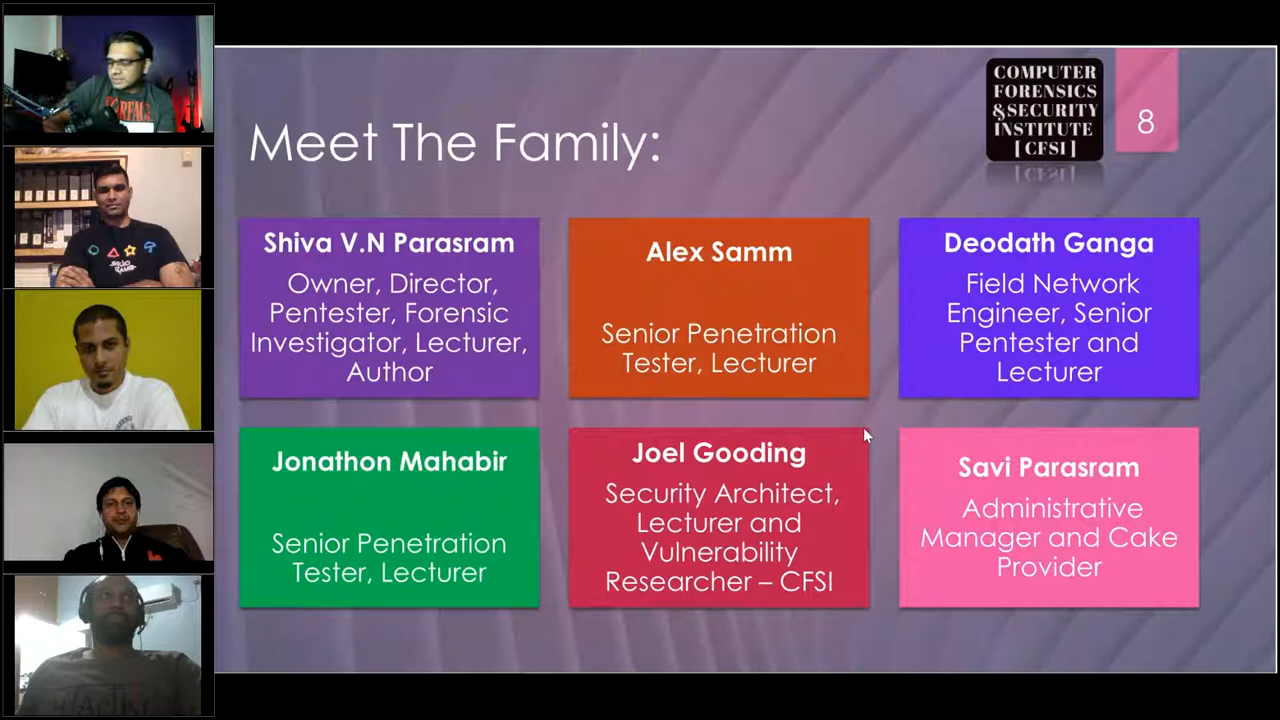 Meet The Family:
COMPUTER
FORENSICS
&SECURITY
INSTITUTE
[ CFSI ]
8
Shiva V.N Parasram
Owner, Director,
Pentester, Forensic
Investigator, Lecturer,
Author
Alex Samm
Senior Penetration
Tester, Lecturer
Deodath Ganga
Field Network
Engineer, Senior
Pentester and
Lecturer
Jonathon Mahabir
Senior Penetration
Tester, Lecturer
Joel Gooding
Security Architect,
Lecturer and
Vulnerability
Researcher – CFSI
Savi Parasram
Administrative
Manager and Cake
Provider